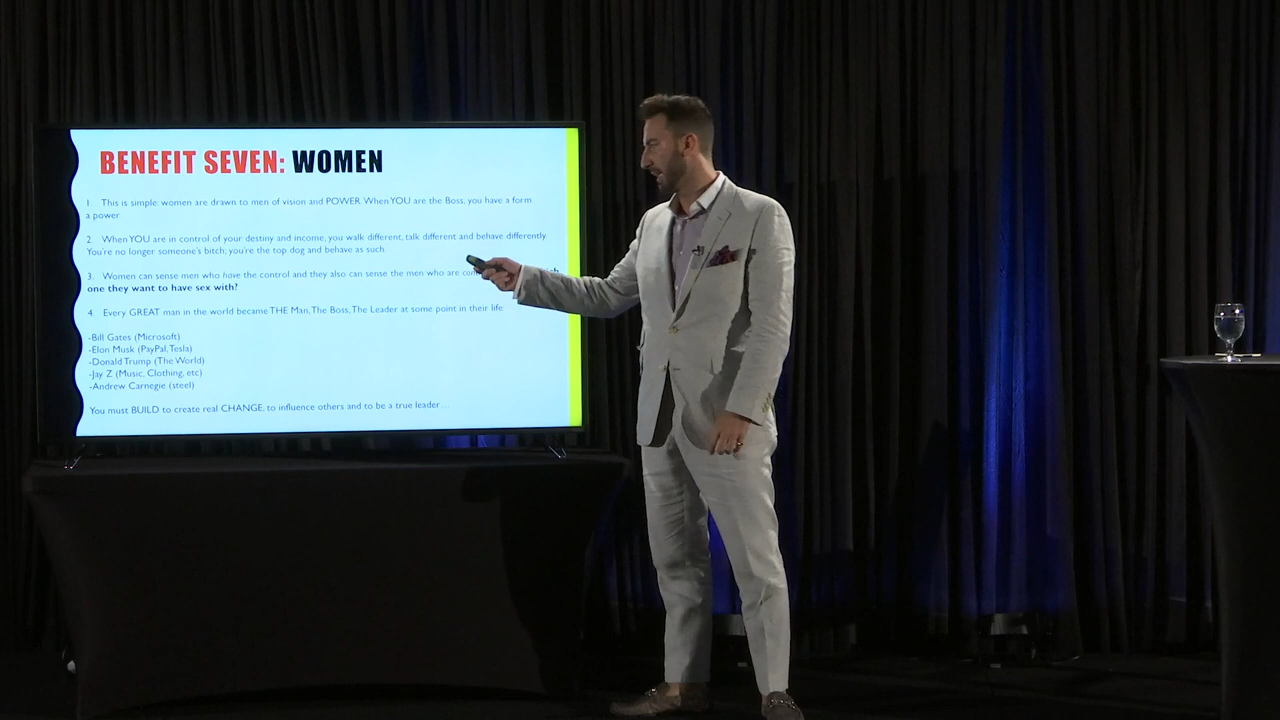 BENEFIT SEVEN: WOMEN
1. This is simple: women are drawn to men of vision and POWER. When YOU are the Boss, you have a form
a power.
2. When YOU are in control of your destiny and income, you walk different, talk different and behave differently.
You're no longer someone's bitch; you're the top dog and behave as such.
3. Women can sense men who have the control and they also can sense the men who are
one they want to have sex with?
4. Every GREAT man in the world became THE Man, The Boss, The Leader at some point in their life
-Bill Gates (Microsoft)
-Elon Musk (PayPal, Tesla)
-Donald Trump (The World)
-Jay Z (Music, Clothing, etc)
-Andrew Carnegie (steel)
You must BUILD to create real CHANGE, to influence others and to be a true leader…